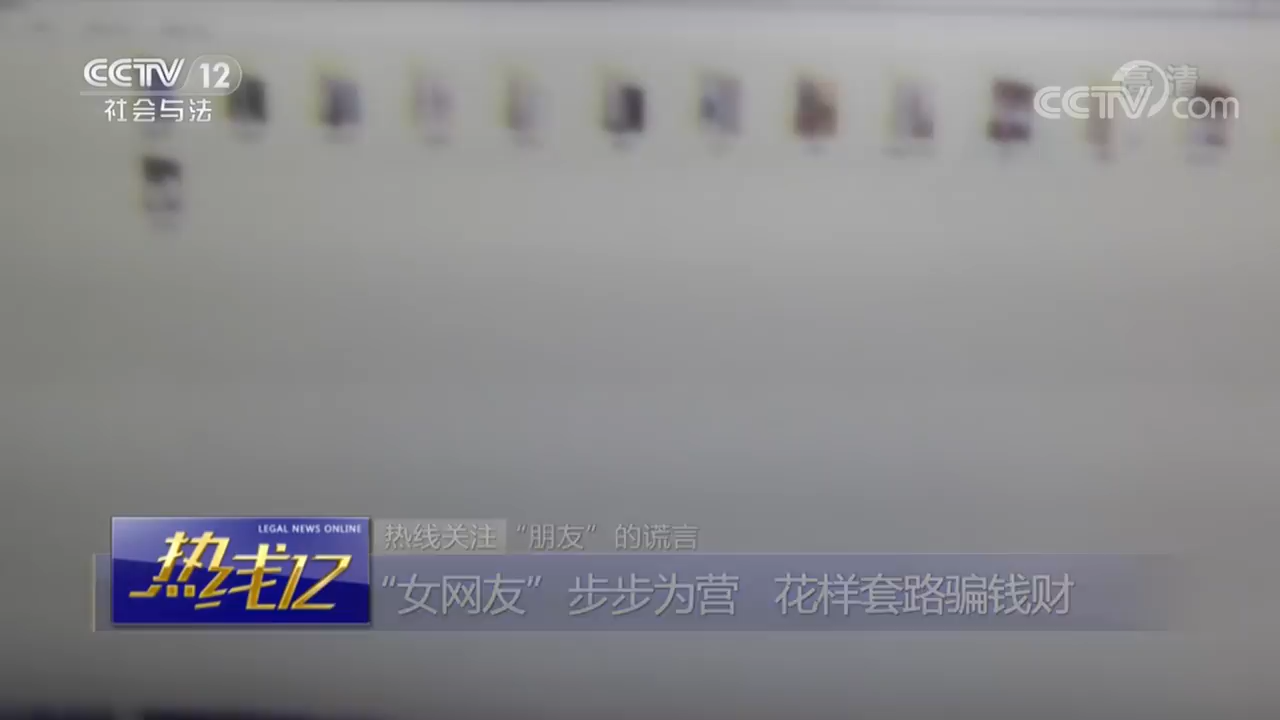 CCTV 12
社会与法
高清
CCTV.com
LEGAL NEWS ONLINE
热线12
热线关注 “朋友”的谎言
“女网友”步步为营 花样套路骗钱财